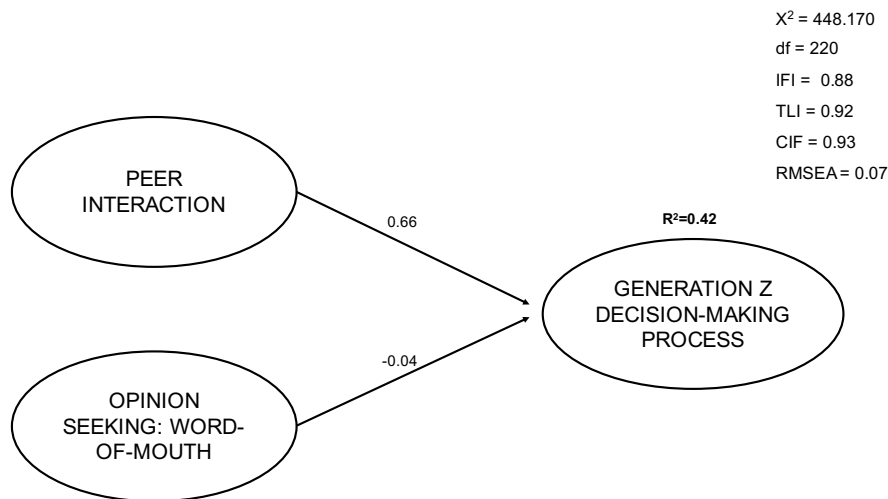 X² = 448.170
df = 220
IFI = 0.88
TLI = 0.92
CIF = 0.93
RMSEA = 0.07
PEER
INTERACTION
0.66
R²=0.42
GENERATION Z
DECISION-MAKING
PROCESS
-0.04
OPINION
SEEKING: WORD-
OF-MOUTH